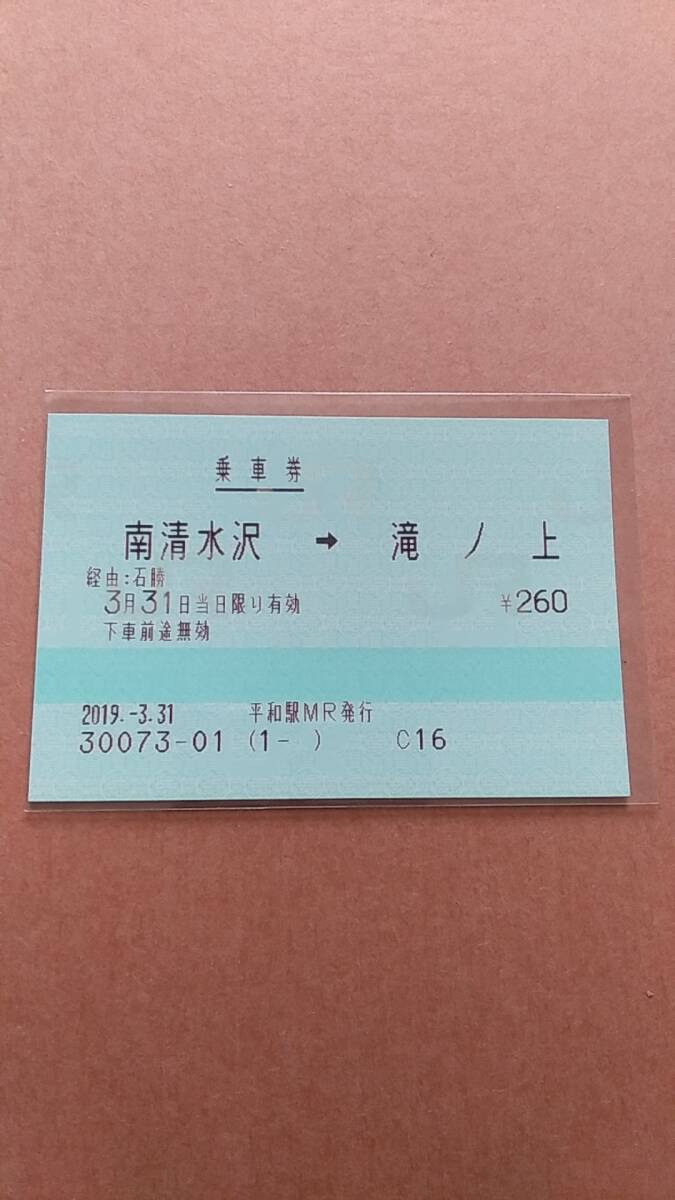 乗車券
南清水沢 → 滝ノ上
経由:石勝
3月31日当日限り有効 ¥260
下車前途無効
2019.-3.31 平和駅MR発行
30073-01 (1- ) C16